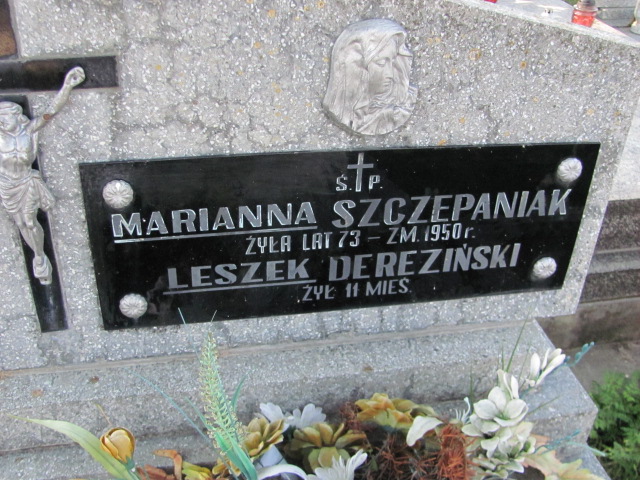 Ś.†P.
MARIANNA SZCZEPANIAK
ŻYŁA LAT 73 – ZM. 1950 r.
LESZEK DEREZIŃSKI
ŻYŁ 11 MIES.